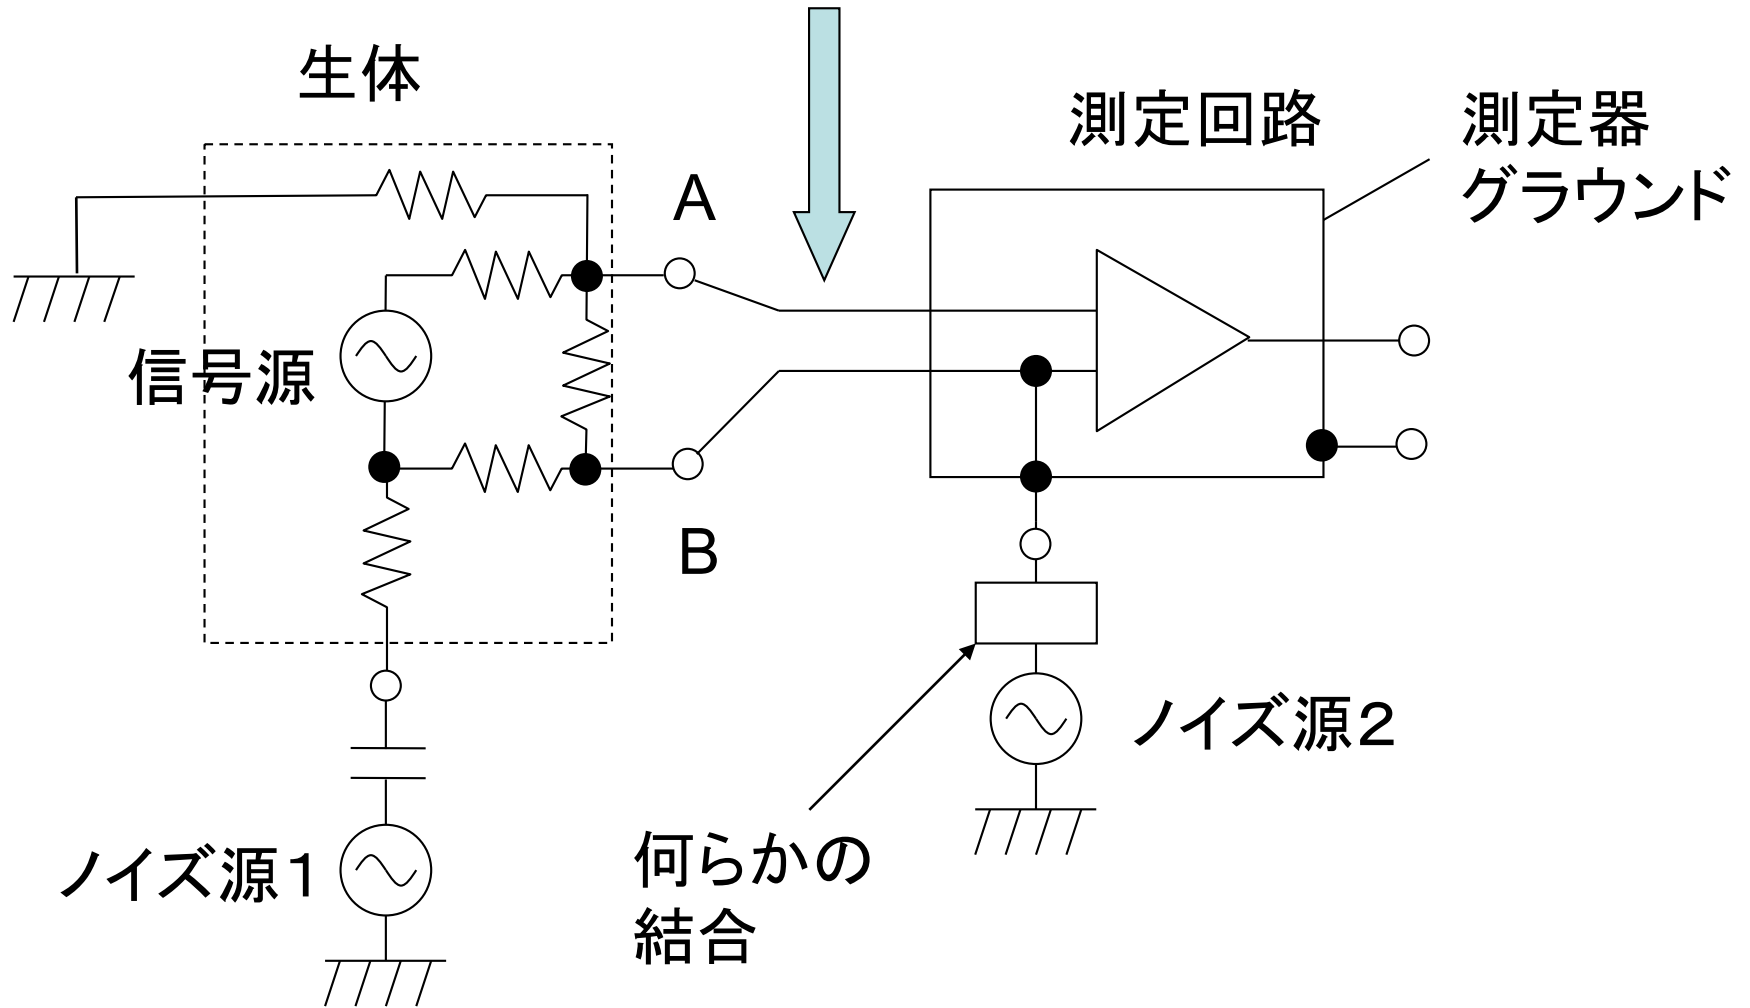 生体
測定回路
測定器
グラウンド
A
信号源
B
ノイズ源2
ノイズ源1
何らかの
結合